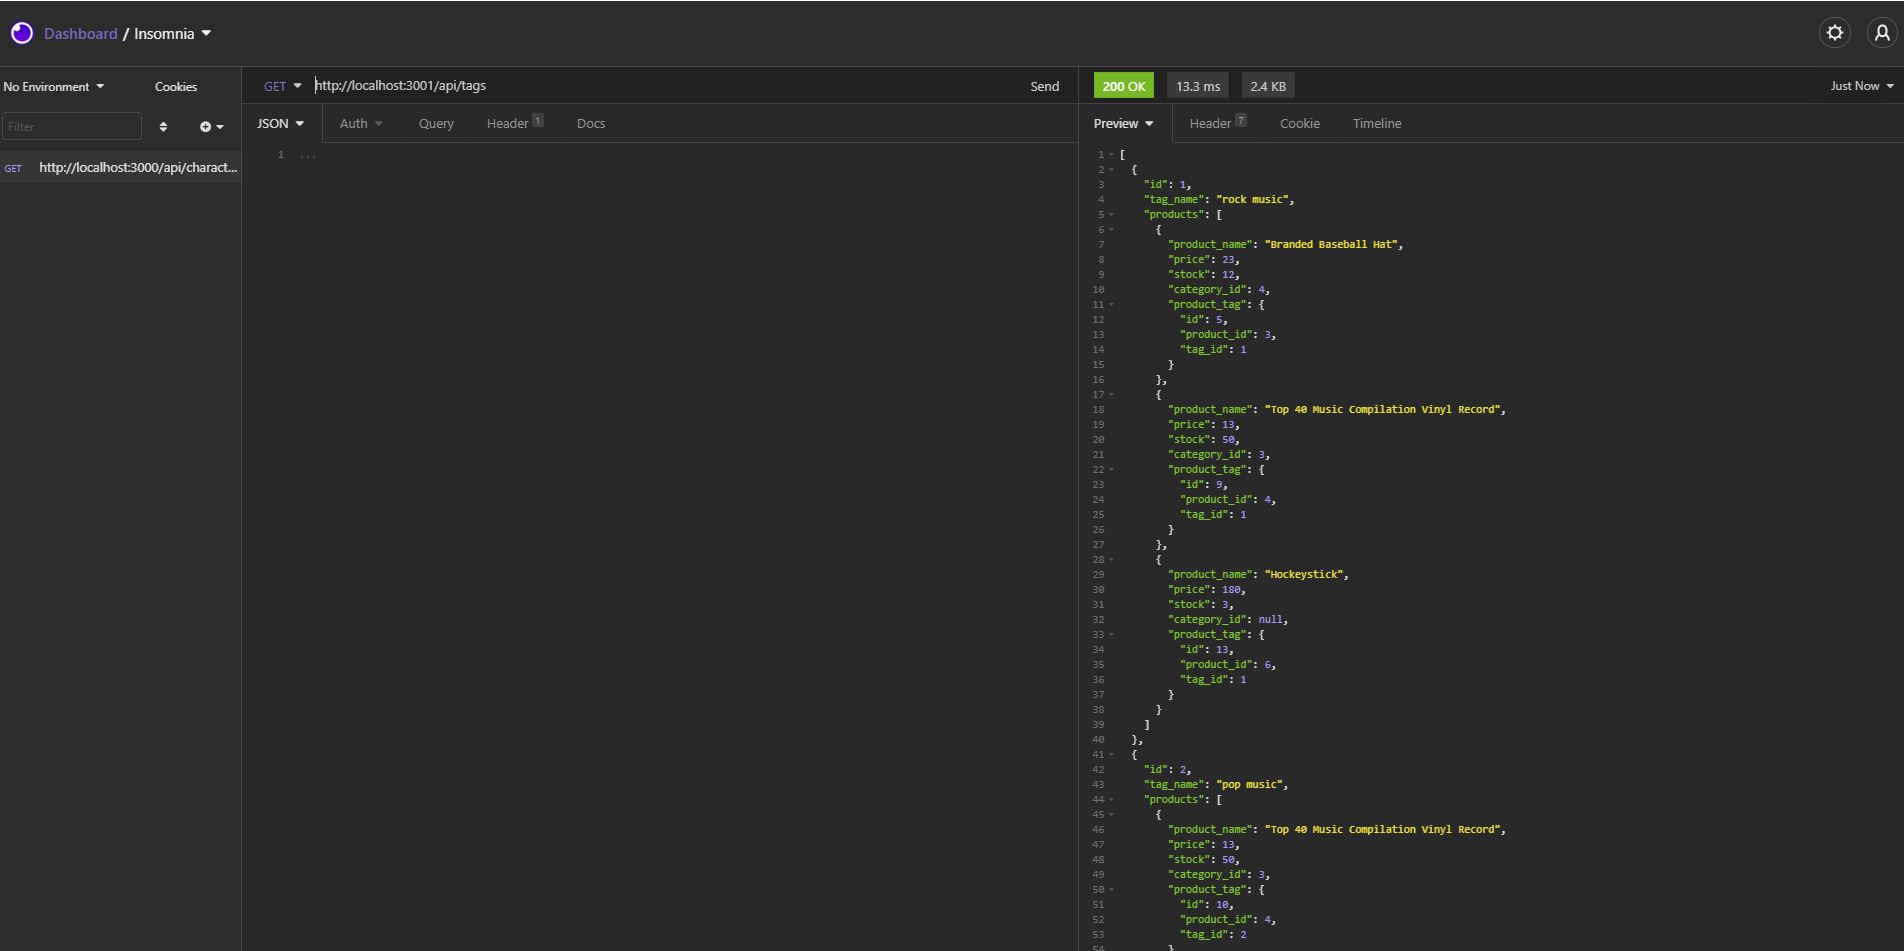 Dashboard / Insomnia
No Environment Cookies
Filter
GET http://localhost:3000/api/charact...
GET http://localhost:3001/api/tags Send
JSON Auth Query Header 1 Docs
1 ...
200 OK 13.3 ms 2.4 KB Just Now
Preview Header 7 Cookie Timeline
1 [
2 {
3 "id": 1,
4 "tag_name": "rock music",
5 "products": [
6 {
7 "product_name": "Branded Baseball Hat",
8 "price": 23,
9 "stock": 12,
10 "category_id": 4,
11 "product_tag": {
12 "id": 5,
13 "product_id": 3,
14 "tag_id": 1
15 }
16 },
17 {
18 "product_name": "Top 40 Music Compilation Vinyl Record",
19 "price": 13,
20 "stock": 50,
21 "category_id": 3,
22 "product_tag": {
23 "id": 9,
24 "product_id": 4,
25 "tag_id": 1
26 }
27 },
28 {
29 "product_name": "Hockeystick",
30 "price": 180,
31 "stock": 3,
32 "category_id": null,
33 "product_tag": {
34 "id": 13,
35 "product_id": 6,
36 "tag_id": 1
37 }
38 }
39 ]
40 },
41 {
42 "id": 2,
43 "tag_name": "pop music",
44 "products": [
45 {
46 "product_name": "Top 40 Music Compilation Vinyl Record",
47 "price": 13,
48 "stock": 50,
49 "category_id": 3,
50 "product_tag": {
51 "id": 10,
52 "product_id": 4,
53 "tag_id": 2
54 }